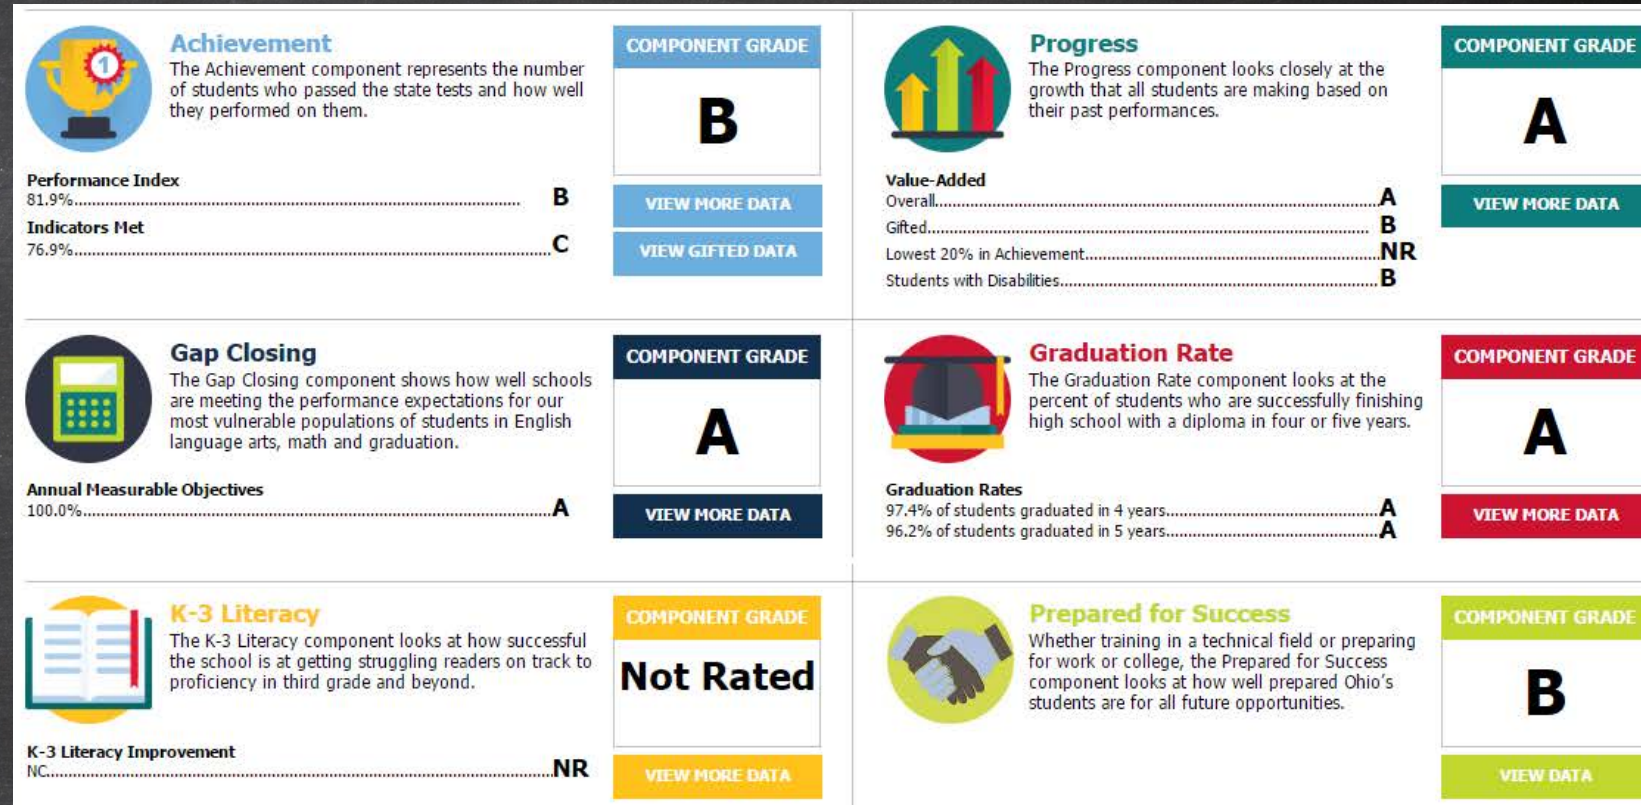 Achievement
The Achievement component represents the number
of students who passed the state tests and how well
they performed on them.
COMPONENT GRADE
B
1
Performance Index
81.9%.................... B
Indicators Met
76.9%.................... C
VIEW MORE DATA
VIEW GIFTED DATA
Progress
The Progress component looks closely at the
growth that all students are making based on
their past performances.
COMPONENT GRADE
A
Value-Added
Overall.................... A
Gifted.................... B
Lowest 20% in Achievement.................... NR
Students with Disabilities.................... B
VIEW MORE DATA
Gap Closing
The Gap Closing component shows how well schools
are meeting the performance expectations for our
most vulnerable populations of students in English
language arts, math and graduation.
COMPONENT GRADE
A
Annual Measurable Objectives
100.0%.................... A
VIEW MORE DATA
Graduation Rate
The Graduation Rate component looks at the
percent of students who are successfully finishing
high school with a diploma in four or five years.
COMPONENT GRADE
A
Graduation Rates
97.4% of students graduated in 4 years.................... A
96.2% of students graduated in 5 years.................... A
VIEW MORE DATA
K-3 Literacy
The K-3 Literacy component looks at how successful
the school is at getting struggling readers on track to
proficiency in third grade and beyond.
COMPONENT GRADE
Not Rated
K-3 Literacy Improvement
NC.................... NR
VIEW MORE DATA
Prepared for Success
Whether training in a technical field or preparing
for work or college, the Prepared for Success
component looks at how well prepared Ohio's
students are for all future opportunities.
COMPONENT GRADE
B
VIEW DATA